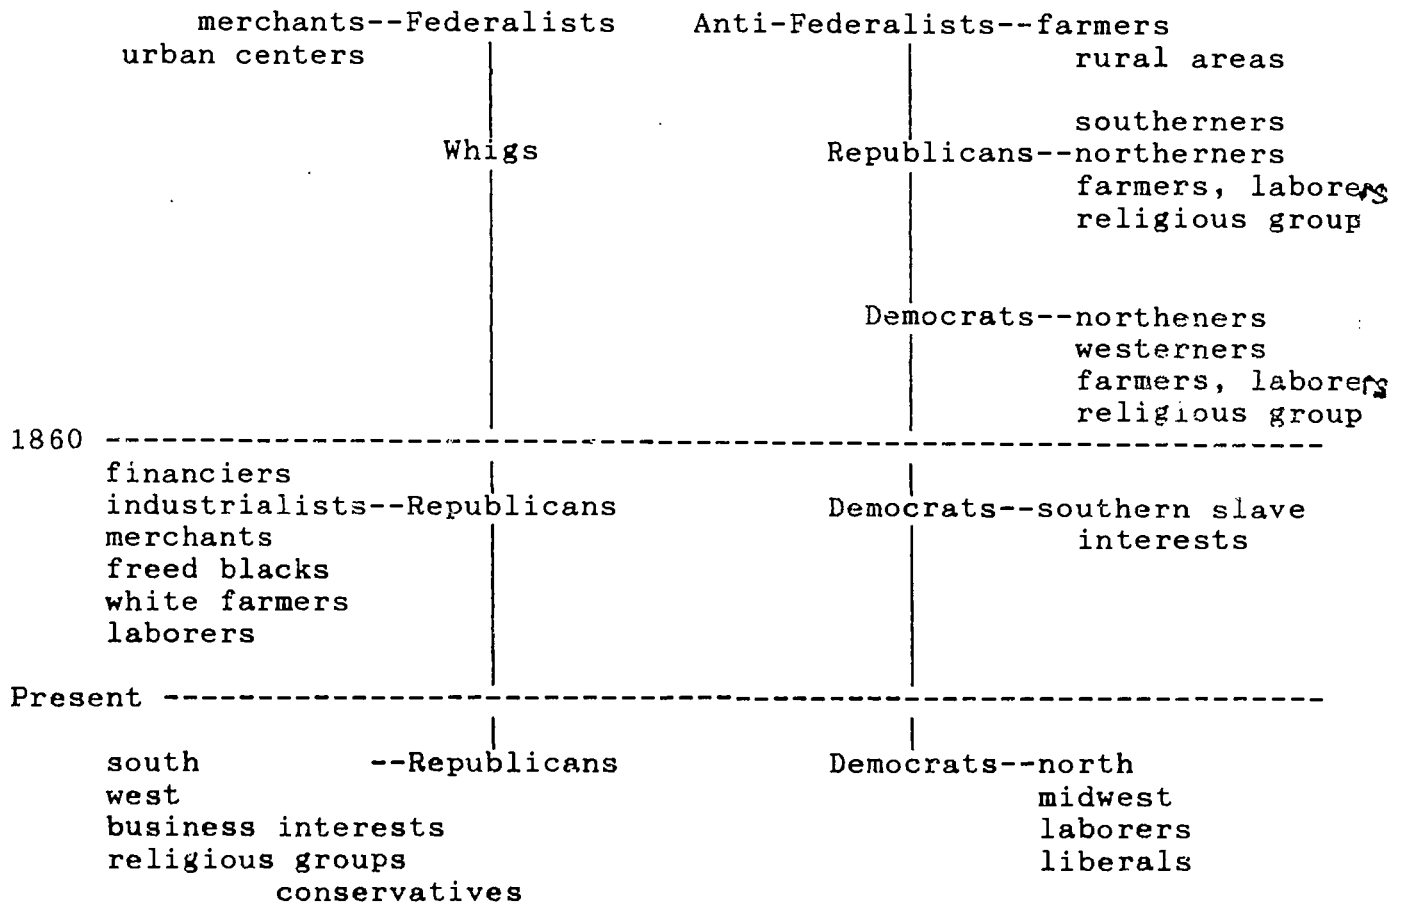 merchants--Federalists Anti-Federalists--farmers
urban centers rural areas
southerners
Whigs Republicans--northerners
farmers, laborers
religious group
Democrats--northeners
westerners
farmers, laborers
religious group
1860
financiers
industrialists--Republicans Democrats--southern slave
merchants interests
freed blacks
white farmers
laborers
Present
south --Republicans Democrats--north
west midwest
business interests laborers
religious groups liberals
conservatives